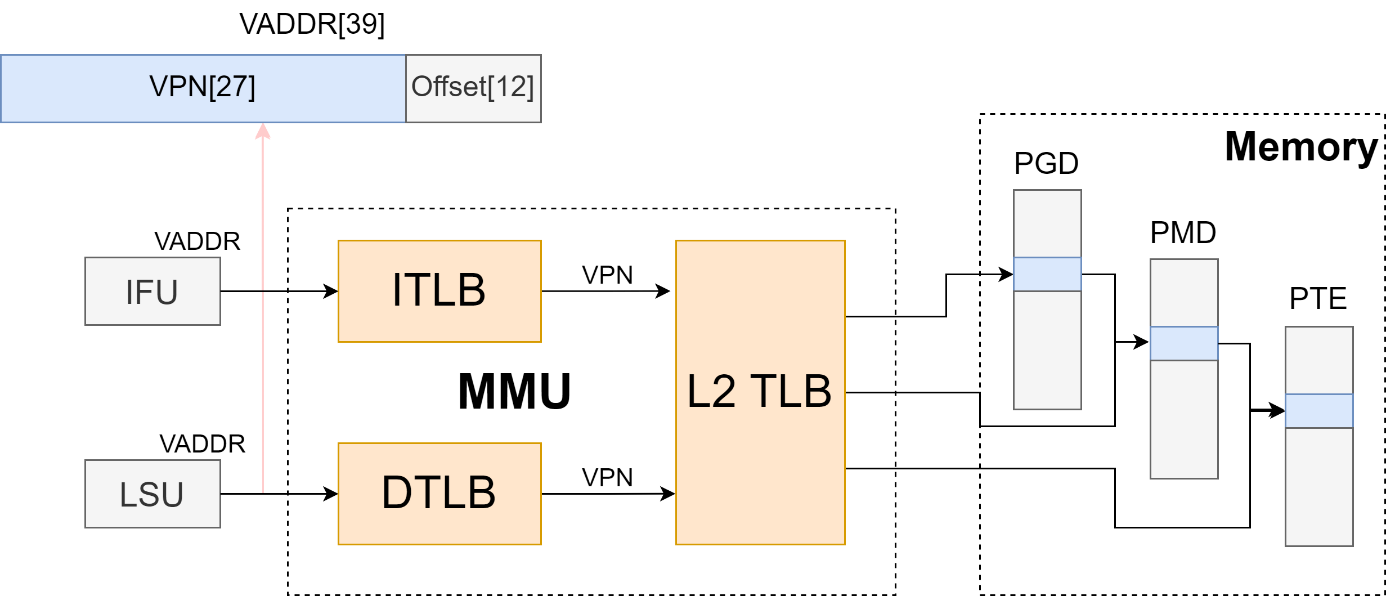 VADDR[39]
VPN[27]
Offset[12]
Memory
PGD
PMD
PTE
VADDR
IFU
ITLB
VPN
MMU
L2 TLB
VADDR
LSU
DTLB
VPN